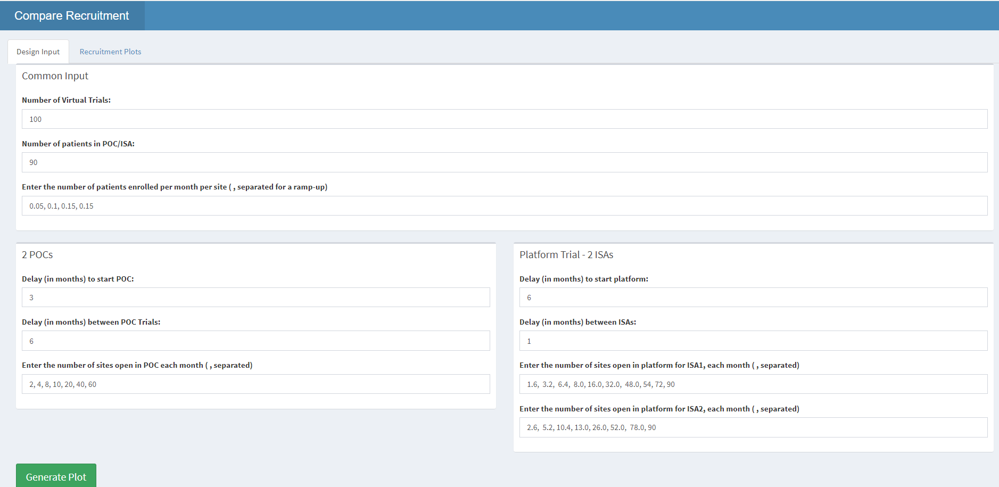 Compare Recruitment
Design Input
Recruitment Plots
Common Input
Number of Virtual Trials:
100
Number of patients in POC/ISA:
90
Enter the number of patients enrolled per month per site ( , separated for a ramp-up)
0.05, 0.1, 0.15, 0.15
2 POCs
Delay (in months) to start POC:
3
Delay (in months) between POC Trials:
6
Enter the number of sites open in POC each month ( , separated)
2, 4, 8, 10, 20, 40, 60
Platform Trial - 2 ISAs
Delay (in months) to start platform:
6
Delay (in months) between ISAs:
1
Enter the number of sites open in platform for ISA1, each month ( , separated)
1.6,  3.2,  6.4,  8.0, 16.0, 32.0,  48.0, 54, 72, 90
Enter the number of sites open in platform for ISA2, each month ( , separated)
2.6,  5.2, 10.4, 13.0, 26.0, 52.0,  78.0, 90
Generate Plot